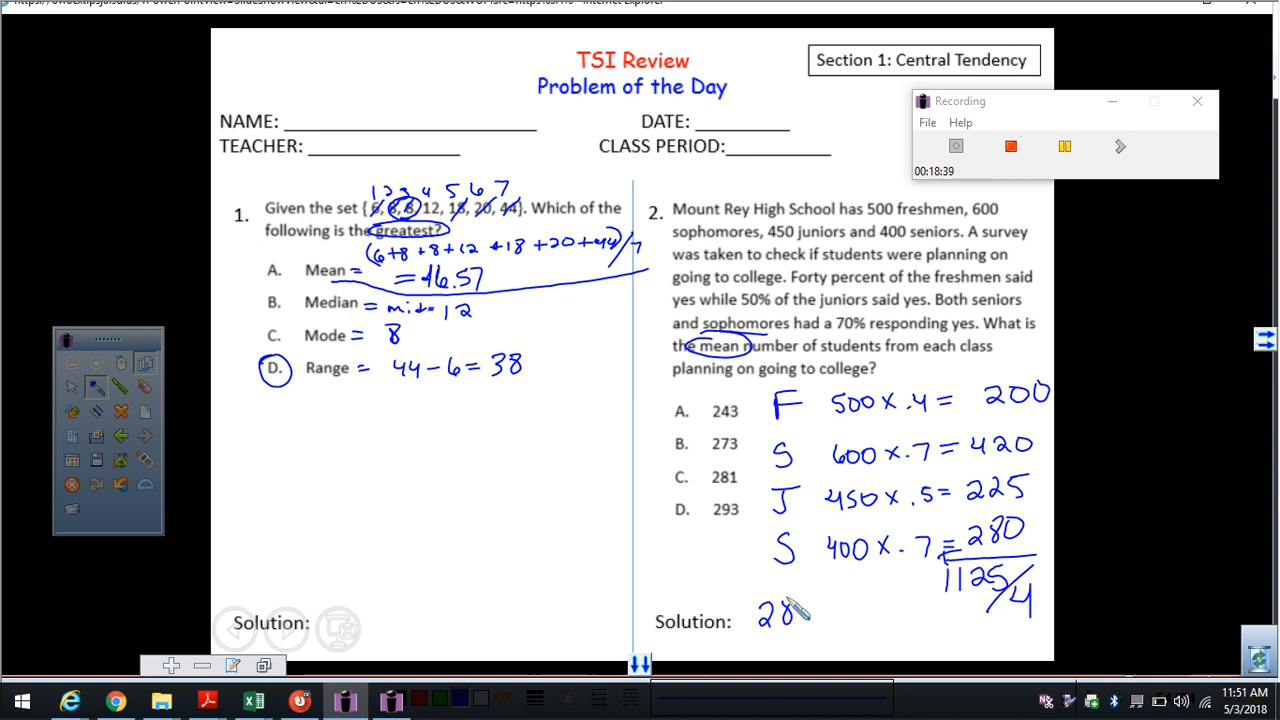 TSI Review
Problem of the Day
Section 1: Central Tendency
Recording
File Help
00:18:39
NAME: DATE:
TEACHER: CLASS PERIOD:
1 2 3 4 5 6 7
1. Given the set { 6, 8, 8, 12, 18, 20, 44}. Which of the
following is the greatest?
(6+8+8+12+18+20+44)/7
A. Mean = = 16.57
B. Median = mid= 12
C. Mode = 8
D. Range = 44-6=38
Solution:
2. Mount Rey High School has 500 freshmen, 600
sophomores, 450 juniors and 400 seniors. A survey
was taken to check if students were planning on
going to college. Forty percent of the freshmen said
yes while 50% of the juniors said yes. Both seniors
and sophomores had a 70% responding yes. What is
the mean number of students from each class
planning on going to college?
A. 243
B. 273
C. 281
D. 293
F 500 x .4 = 200
S 600 x .7 = 420
J 450 x .5 = 225
S 400 x .7 = 280
1125/4
Solution: 28
11:51 AM
5/3/2018